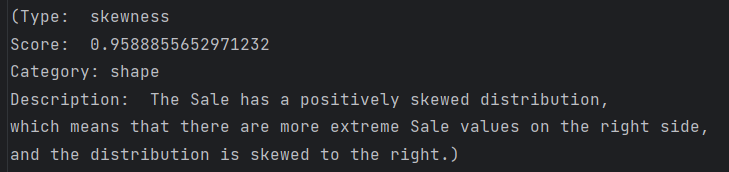 (Type:  skewness
Score:  0.9588855652971232
Category: shape
Description:  The Sale has a positively skewed distribution,
which means that there are more extreme Sale values on the right side,
and the distribution is skewed to the right.)